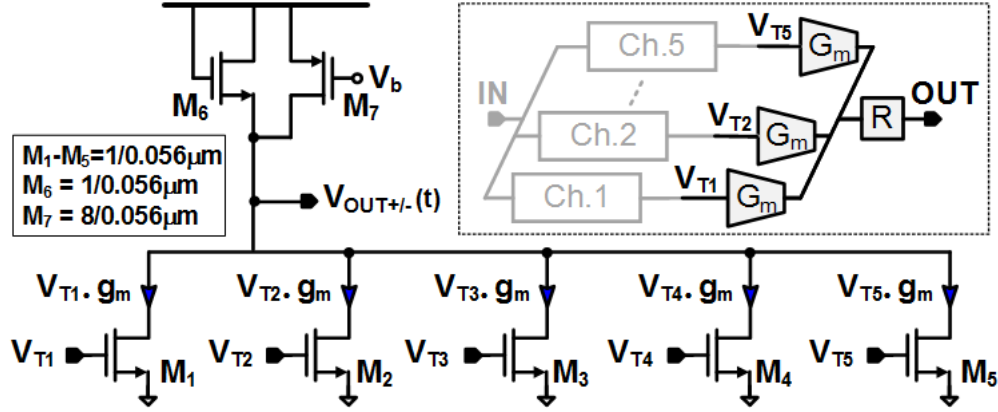 M6
M7
Vb
M1-M5=1/0.056μm
M6 = 1/0.056μm
M7 = 8/0.056μm
VOUT+/-(t)
IN
Ch.5
Ch.2
Ch.1
VT5
VT2
VT1
Gm
Gm
Gm
R
OUT
VT1. gm
VT2. gm
VT3. gm
VT4. gm
VT5. gm
VT1
VT2
VT3
VT4
VT5
M1
M2
M3
M4
M5